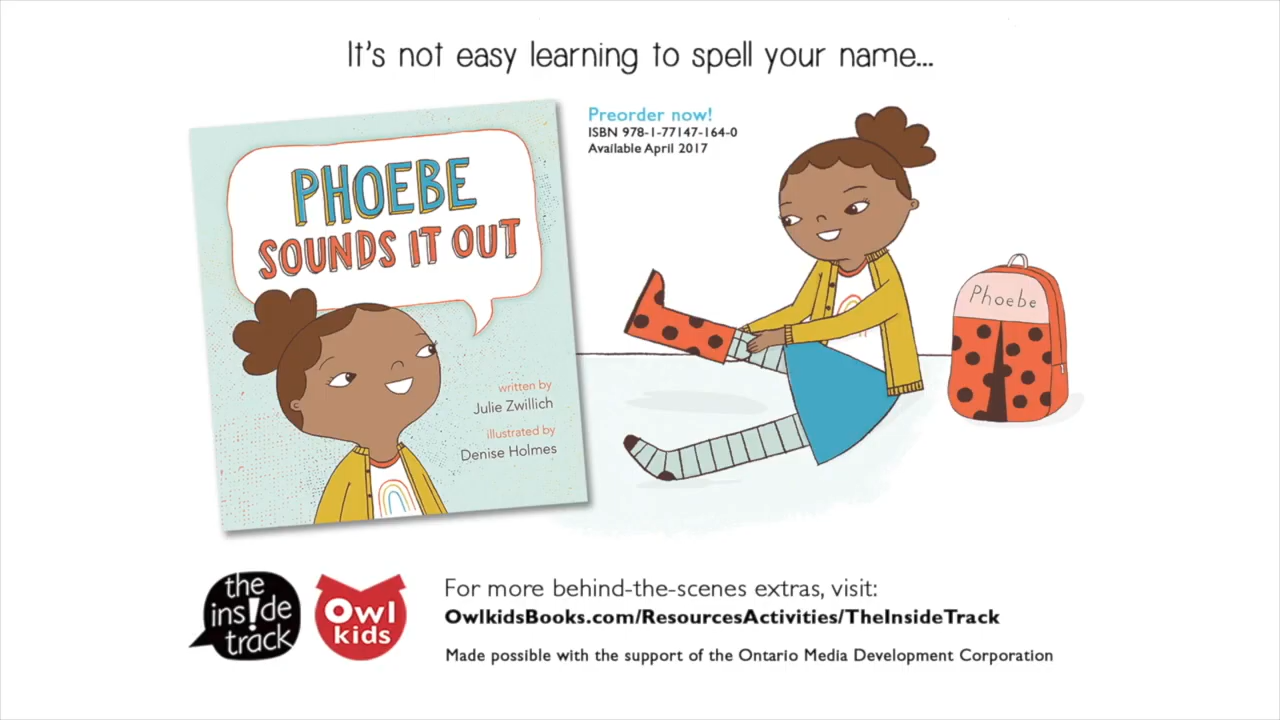 It's not easy learning to spell your name...
PHOEBE
SOUNDS IT OUT
written by
Julie Zwillich
illustrated by
Denise Holmes
Preorder now!
ISBN 978-1-77147-164-0
Available April 2017
Phoebe
the
ins!de
track
Owl
kids
For more behind-the-scenes extras, visit:
OwlkidsBooks.com/ResourcesActivities/TheInsideTrack
Made possible with the support of the Ontario Media Development Corporation